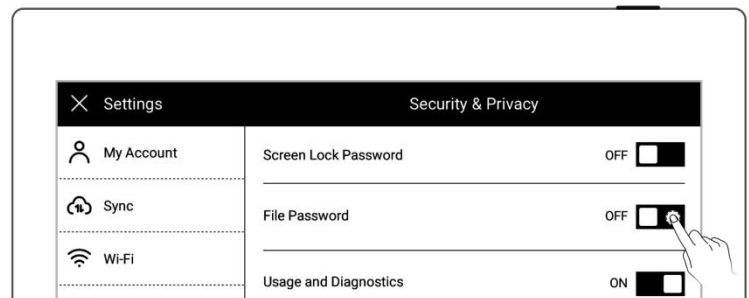 Settings
Security & Privacy
My Account
Screen Lock Password
OFF
Sync
File Password
OFF
Wi-Fi
Usage and Diagnostics
ON